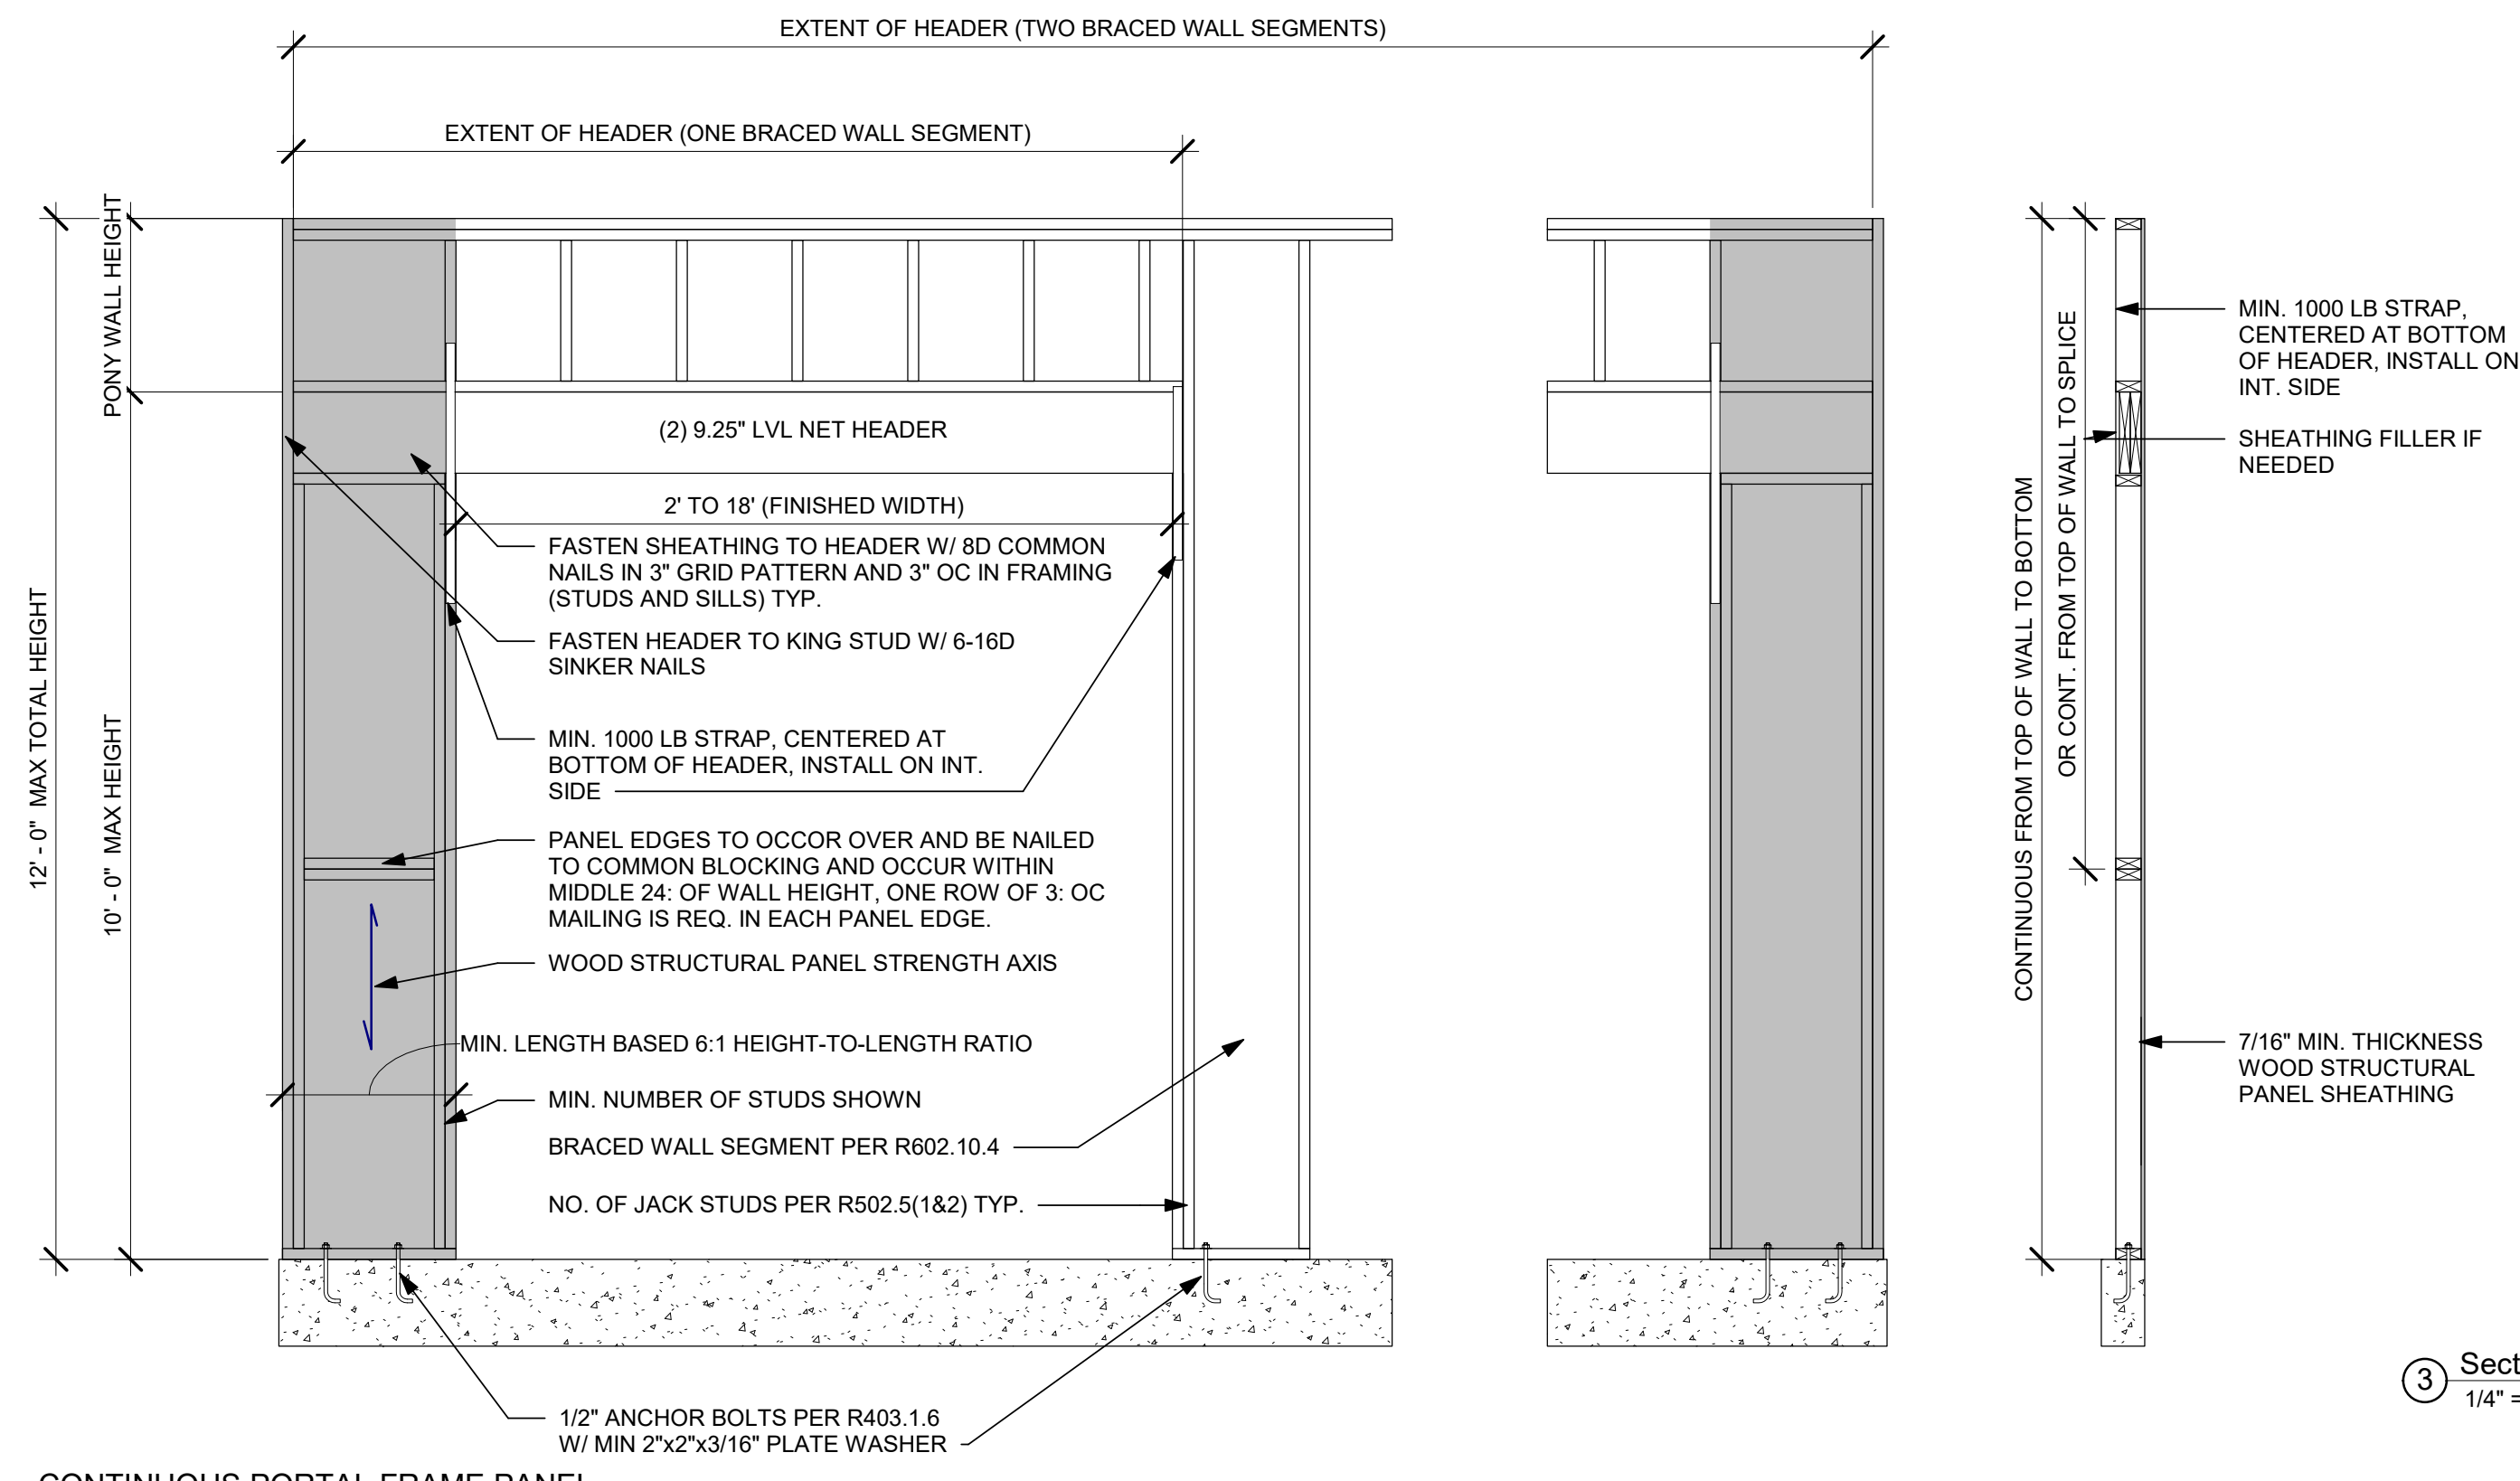 EXTENT OF HEADER (TWO BRACED WALL SEGMENTS)
EXTENT OF HEADER (ONE BRACED WALL SEGMENT)
PONY WALL HEIGHT
12' - 0" MAX TOTAL HEIGHT
10' - 0" MAX HEIGHT
(2) 9.25" LVL NET HEADER
2' TO 18' (FINISHED WIDTH)
FASTEN SHEATHING TO HEADER W/ 8D COMMON
NAILS IN 3" GRID PATTERN AND 3" OC IN FRAMING
(STUDS AND SILLS) TYP.
FASTEN HEADER TO KING STUD W/ 6-16D
SINKER NAILS
MIN. 1000 LB STRAP, CENTERED AT
BOTTOM OF HEADER, INSTALL ON INT.
SIDE
PANEL EDGES TO OCCOR OVER AND BE NAILED
TO COMMON BLOCKING AND OCCUR WITHIN
MIDDLE 24: OF WALL HEIGHT, ONE ROW OF 3: OC
MAILING IS REQ. IN EACH PANEL EDGE.
WOOD STRUCTURAL PANEL STRENGTH AXIS
MIN. LENGTH BASED 6:1 HEIGHT-TO-LENGTH RATIO
MIN. NUMBER OF STUDS SHOWN
BRACED WALL SEGMENT PER R602.10.4
NO. OF JACK STUDS PER R502.5(1&2) TYP.
1/2" ANCHOR BOLTS PER R403.1.6
W/ MIN 2"x2"x3/16" PLATE WASHER
CONTINUOUS FROM TOP OF WALL TO BOTTOM
OR CONT. FROM TOP OF WALL TO SPLICE
MIN. 1000 LB STRAP,
CENTERED AT BOTTOM
OF HEADER, INSTALL ON
INT. SIDE
SHEATHING FILLER IF
NEEDED
7/16" MIN. THICKNESS
WOOD STRUCTURAL
PANEL SHEATHING
3
Sect
1/4" =
CONTINUOUS PORTAL FRAME PANEL